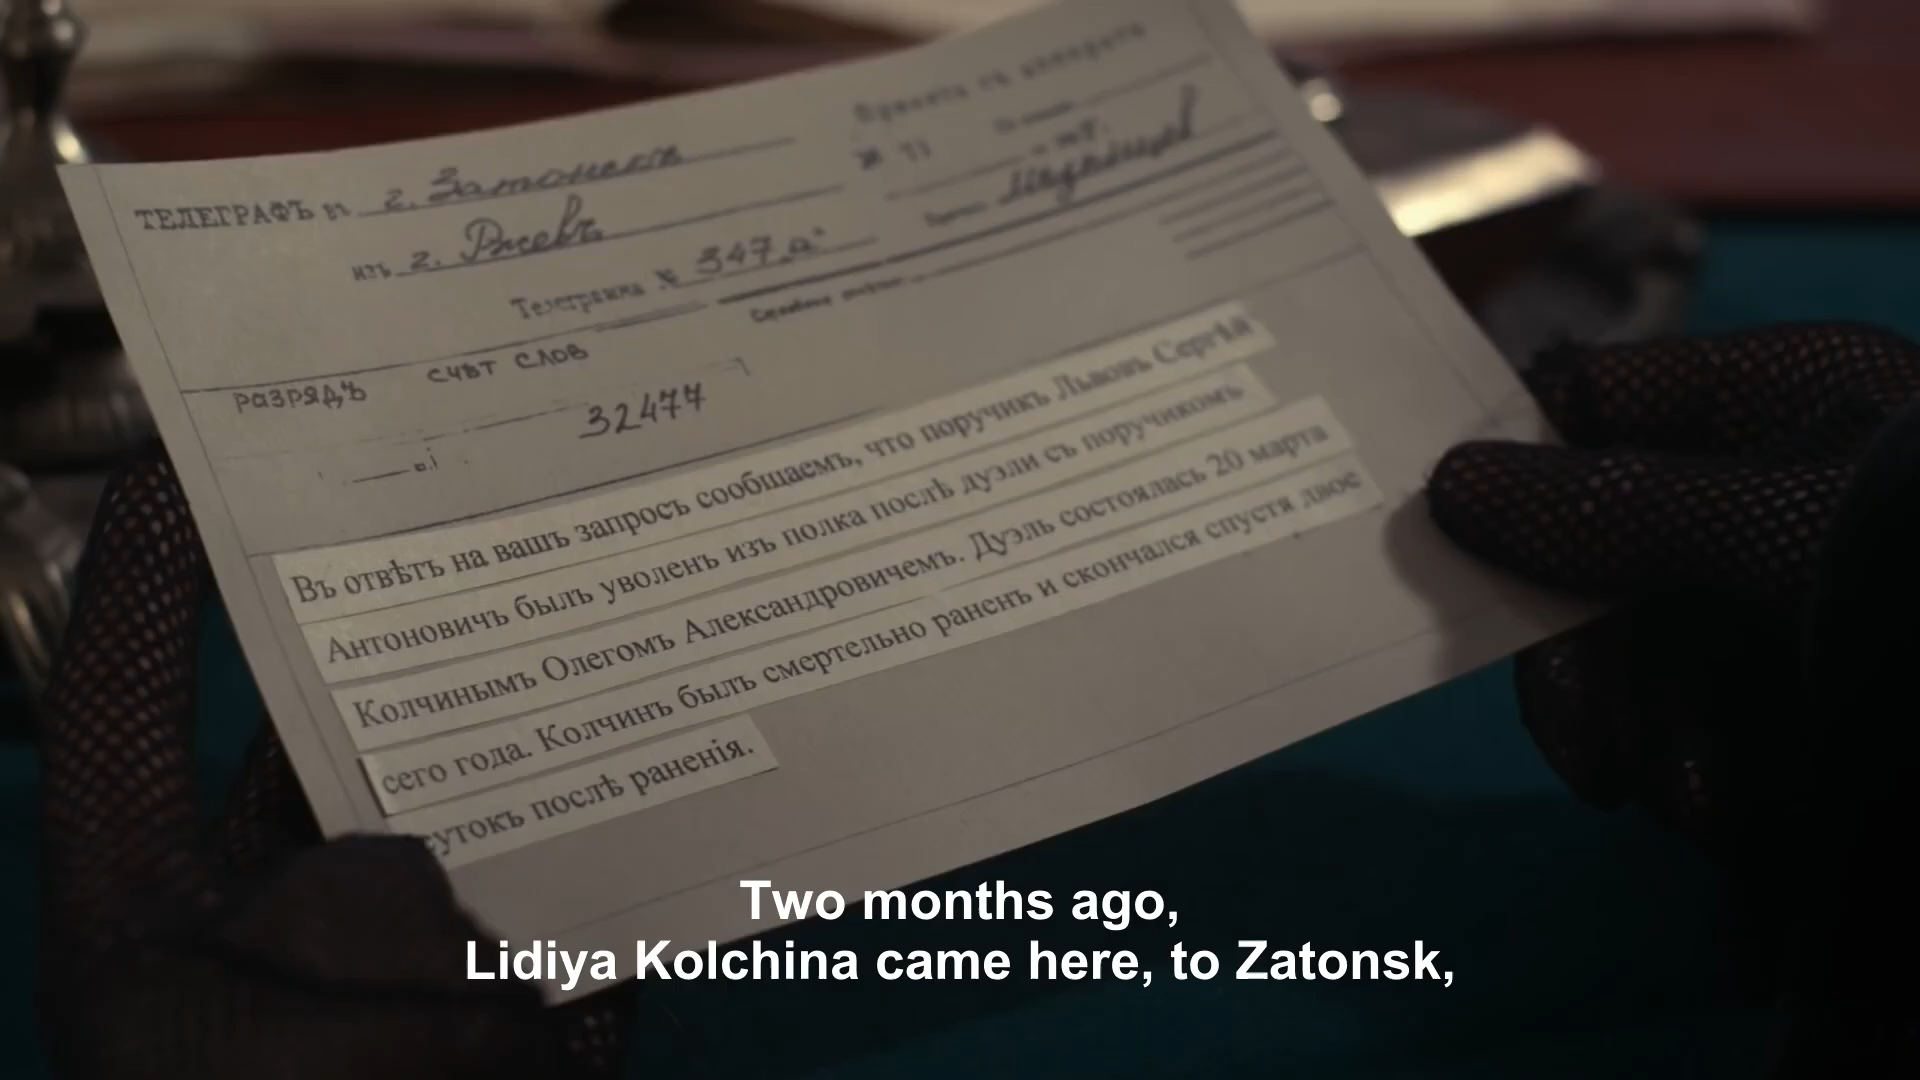 ТЕЛЕГРАФЪ въ г. Затонскъ
изъ г. Ржевъ
Телеграмма № 347 а"
№ 71
разрядъ счѣт слов
32477
Въ отвѣтъ на вашъ запросъ сообщаемъ, что поручикъ Львовъ Сергѣй
Антоновичъ былъ уволенъ изъ полка послѣ дуэли съ поручикомъ
Колчинымъ Олегомъ Александровичемъ. Дуэль состоялась 20 марта
сего года. Колчинъ былъ смертельно раненъ и скончался спустя двое
сутокъ послѣ раненія.
Two months ago,
Lidiya Kolchina came here, to Zatonsk,